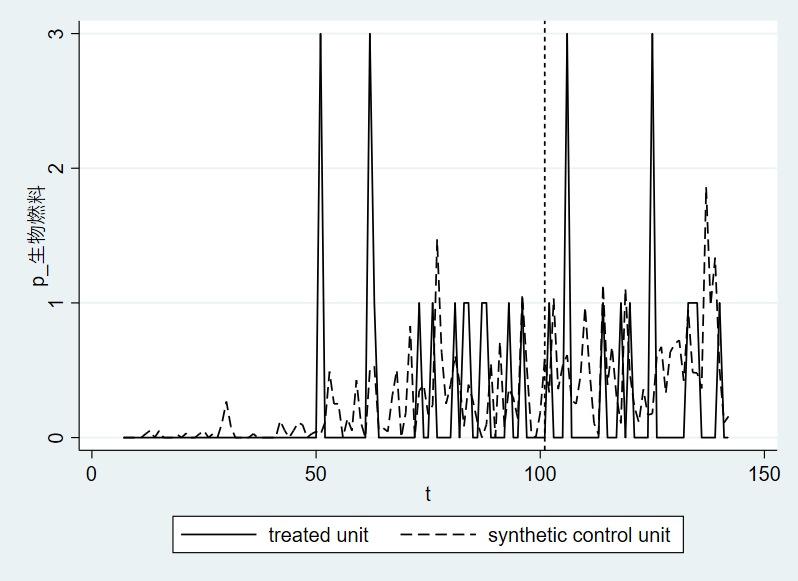 p_生物燃料
3
2
1
0
0
50
100
150
t
treated unit
synthetic control unit